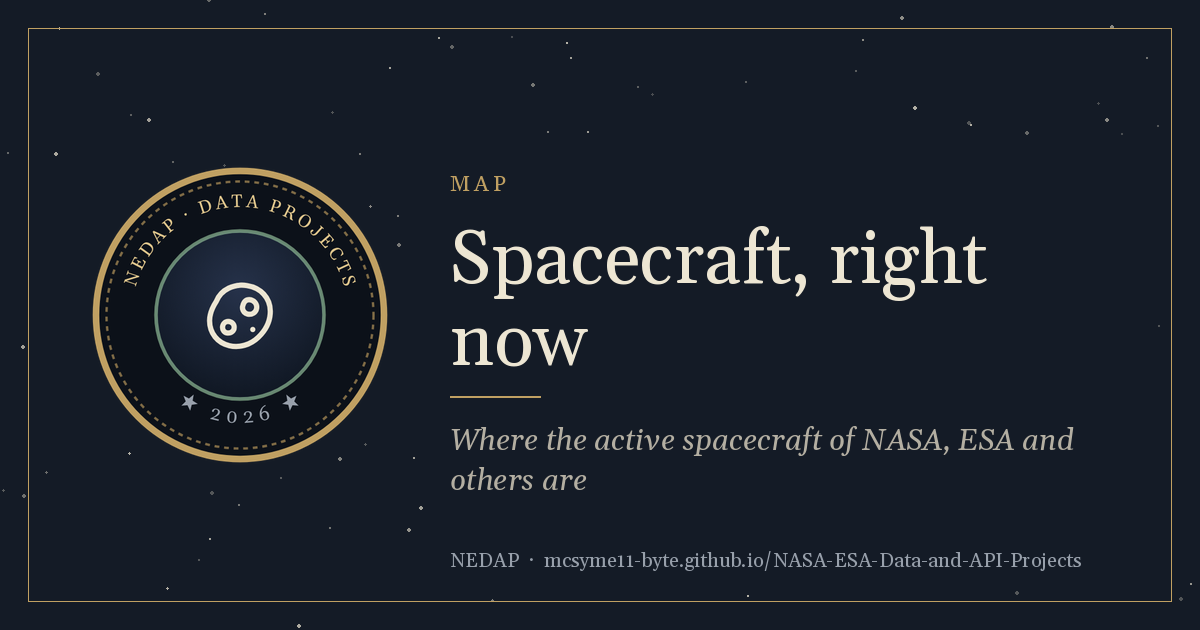 NEDAP · DATA PROJECTS
★ 2026 ★
MAP
Spacecraft, right
now
Where the active spacecraft of NASA, ESA and
others are
NEDAP · mcsyme11-byte.github.io/NASA-ESA-Data-and-API-Projects